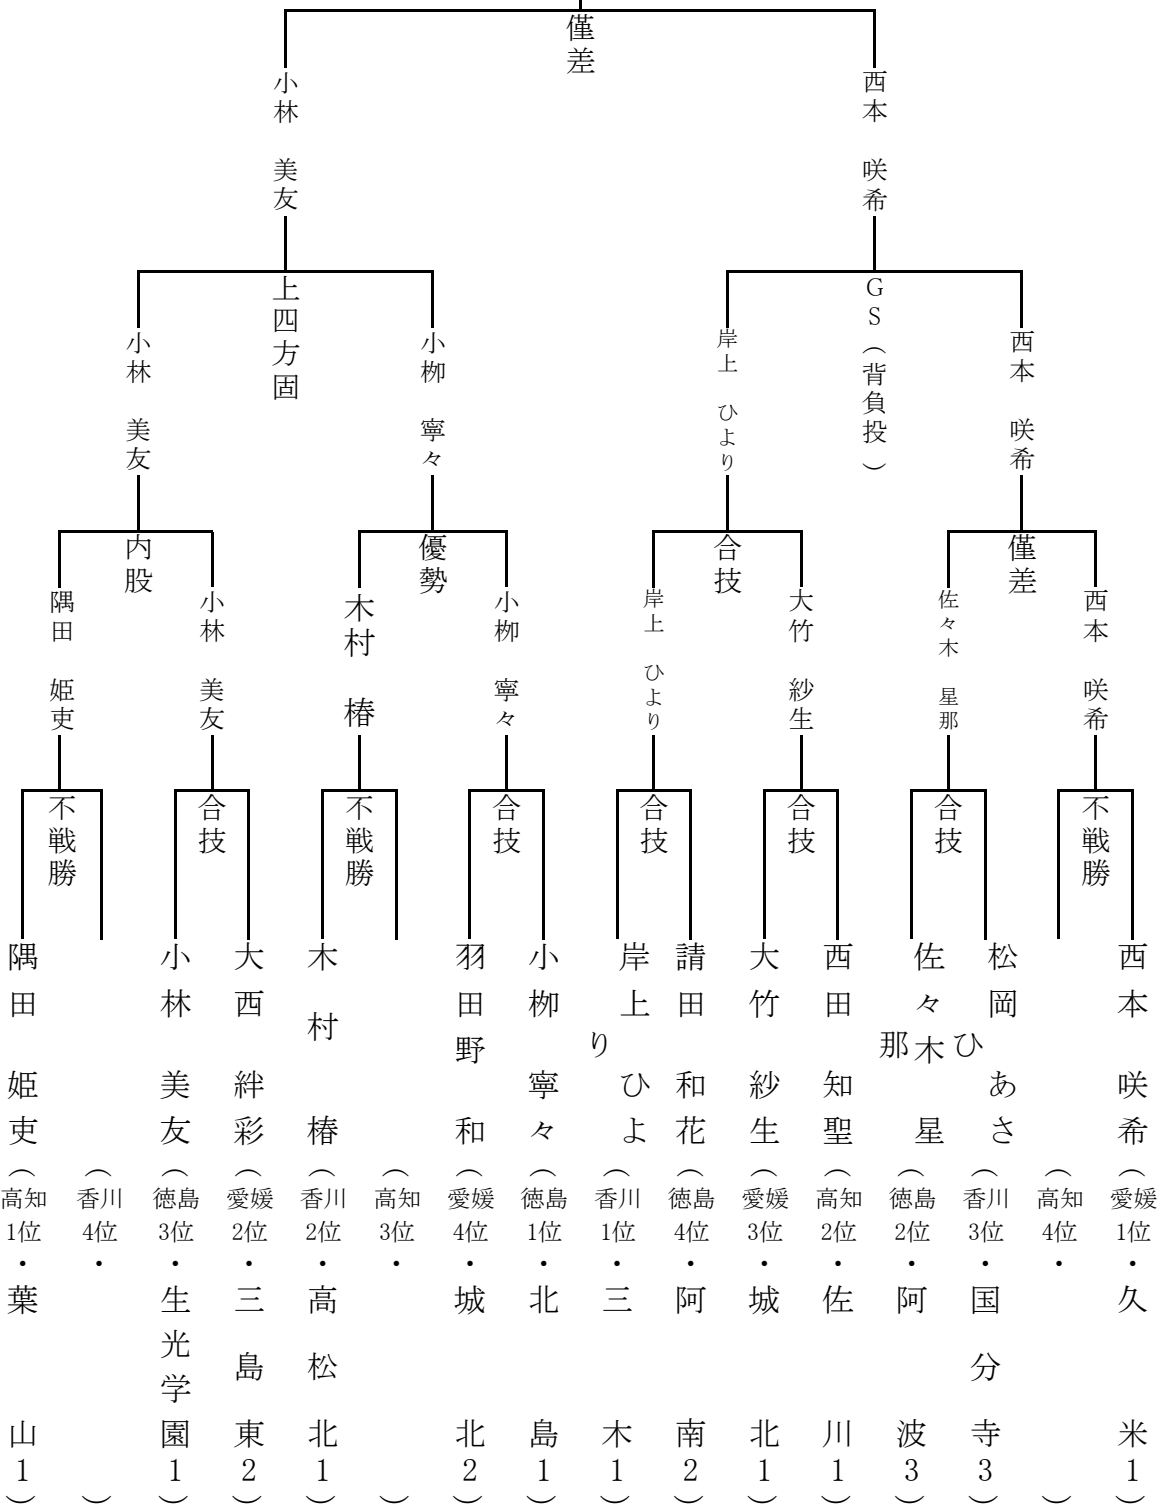 僅差
小林 美友
西本 咲希
上四方固
GS（背負投）
小林 美友
小栁 寧々
岸上 ひより
西本 咲希
内股
優勢
合技
僅差
隅田 姫吏
小林 美友
木村 椿
小栁 寧々
岸上 ひより
大竹 紗生
佐々木 星那
西本 咲希
不戦勝
合技
不戦勝
合技
合技
合技
合技
不戦勝
隅田 姫吏（高知1位・葉山1）
（香川4位・）
小林 美友（徳島3位・生光学園1）
大西 絆彩（愛媛2位・三島東2）
木村 椿（香川2位・高松北1）
（高知3位・）
羽田野 和（愛媛4位・城北2）
小栁 寧々（徳島1位・北島1）
岸上 ひより（香川1位・三木1）
請田 和花（徳島4位・阿南2）
大竹 紗生（愛媛3位・城北1）
西田 知聖（高知2位・佐川1）
佐々木 星那（徳島2位・阿波3）
松岡 あさひ（香川3位・国分寺3）
（高知4位・）
西本 咲希（愛媛1位・久米1）